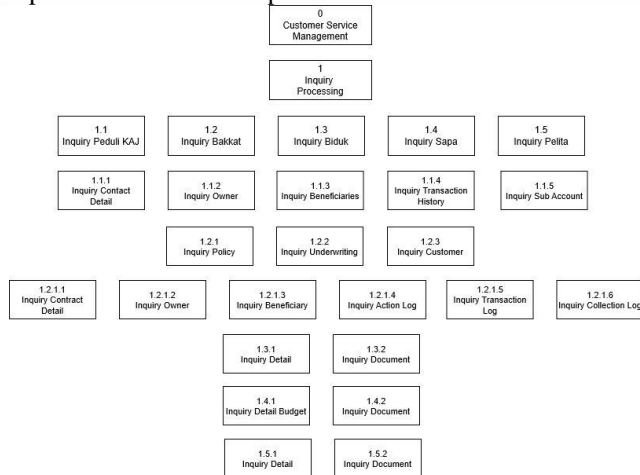 0
Customer Service
Management
1
Inquiry
Processing
1.1
Inquiry Peduli KAJ
1.2
Inquiry Bakkat
1.3
Inquiry Biduk
1.4
Inquiry Sapa
1.5
Inquiry Pelita
1.1.1
Inquiry Contact
Detail
1.1.2
Inquiry Owner
1.1.3
Inquiry Beneficiaries
1.1.4
Inquiry Transaction
History
1.1.5
Inquiry Sub Account
1.2.1
Inquiry Policy
1.2.2
Inquiry Underwriting
1.2.3
Inquiry Customer
1.2.1.1
Inquiry Contract
Detail
1.2.1.2
Inquiry Owner
1.2.1.3
Inquiry Beneficiary
1.2.1.4
Inquiry Action Log
1.2.1.5
Inquiry Transaction
Log
1.2.1.6
Inquiry Collection Log
1.3.1
Inquiry Detail
1.3.2
Inquiry Document
1.4.1
Inquiry Detail Budget
1.4.2
Inquiry Document
1.5.1
Inquiry Detail
1.5.2
Inquiry Document